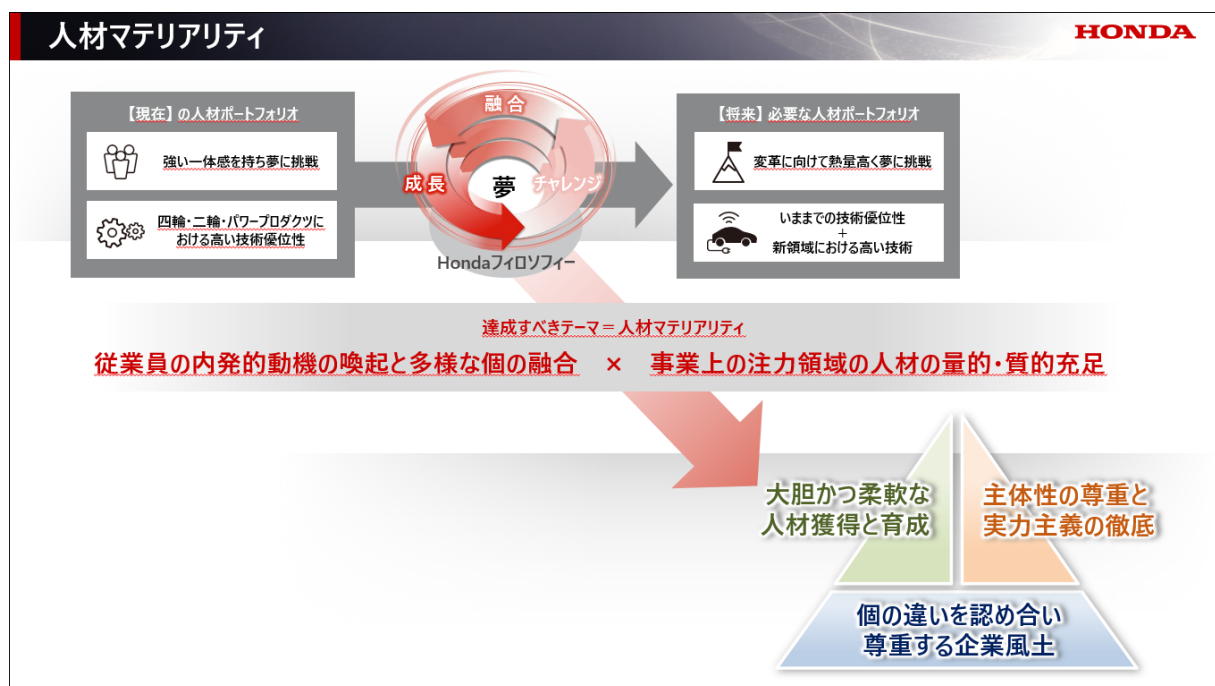 人材マテリアリティ
HONDA
【現在】の人材ポートフォリオ
強い一体感を持ち夢に挑戦
四輪・二輪・パワープロダクツに
おける高い技術優位性
融合
成長
夢
チャレンジ
Hondaフィロソフィー
【将来】必要な人材ポートフォリオ
変革に向けて熱量高く夢に挑戦
いままでの技術優位性
+
新領域における高い技術
達成すべきテーマ=人材マテリアリティ
従業員の内発的動機の喚起と多様な個の融合 × 事業上の注力領域の人材の量的・質的充足
大胆かつ柔軟な
人材獲得と育成
主体性の尊重と
実力主義の徹底
個の違いを認め合い
尊重する企業風土